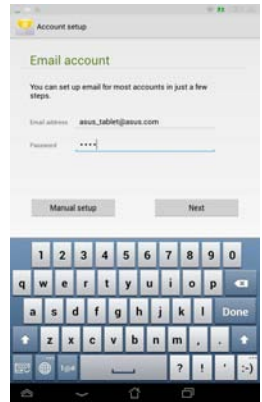 Account setup
Email account
You can set up email for most accounts in just a few
steps.
Email address asus_tablet@asus.com
Password ••••
Manual setup Next
1 2 3 4 5 6 7 8 9 0
q w e r t y u i o p
a s d f g h j k l Done
z x c v b n m , .
1@# ? ! ' :-)